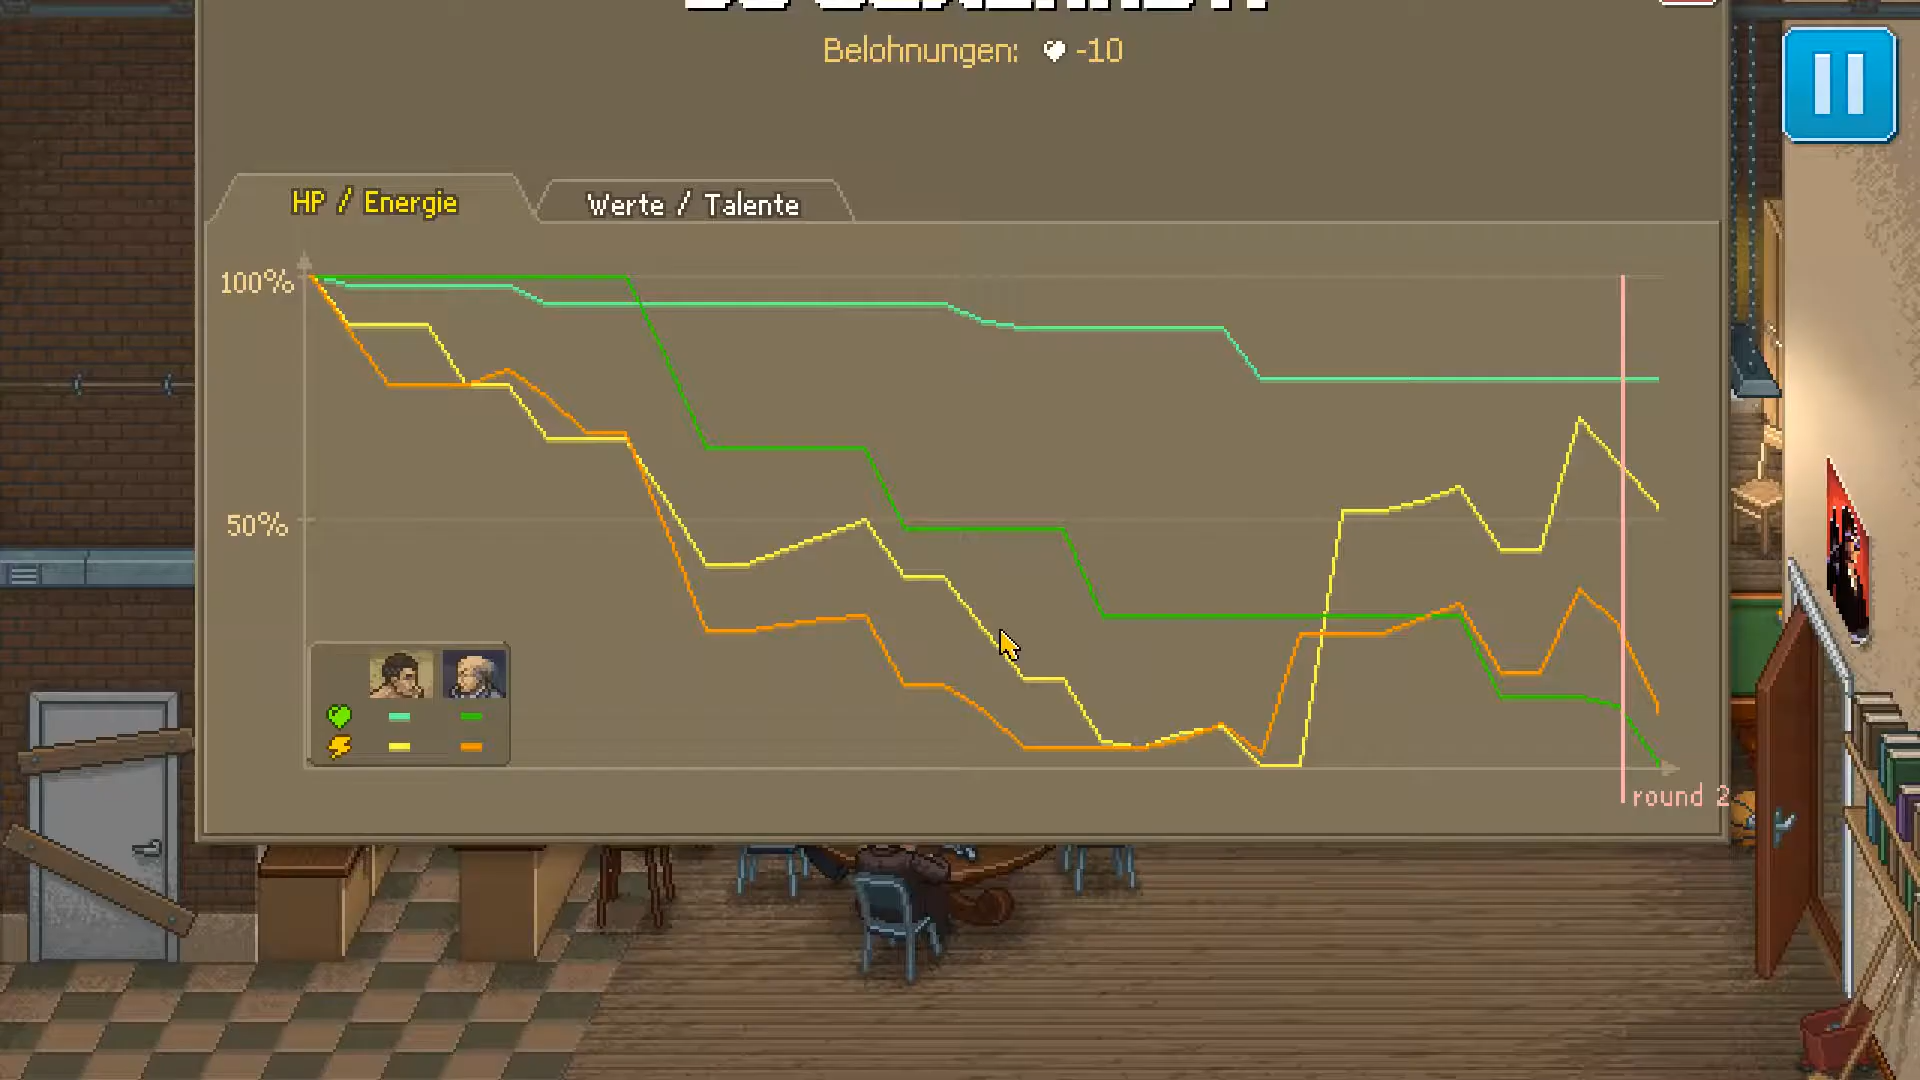 Belohnungen: -10
HP / Energie
Werte / Talente
100%
50%
round 2